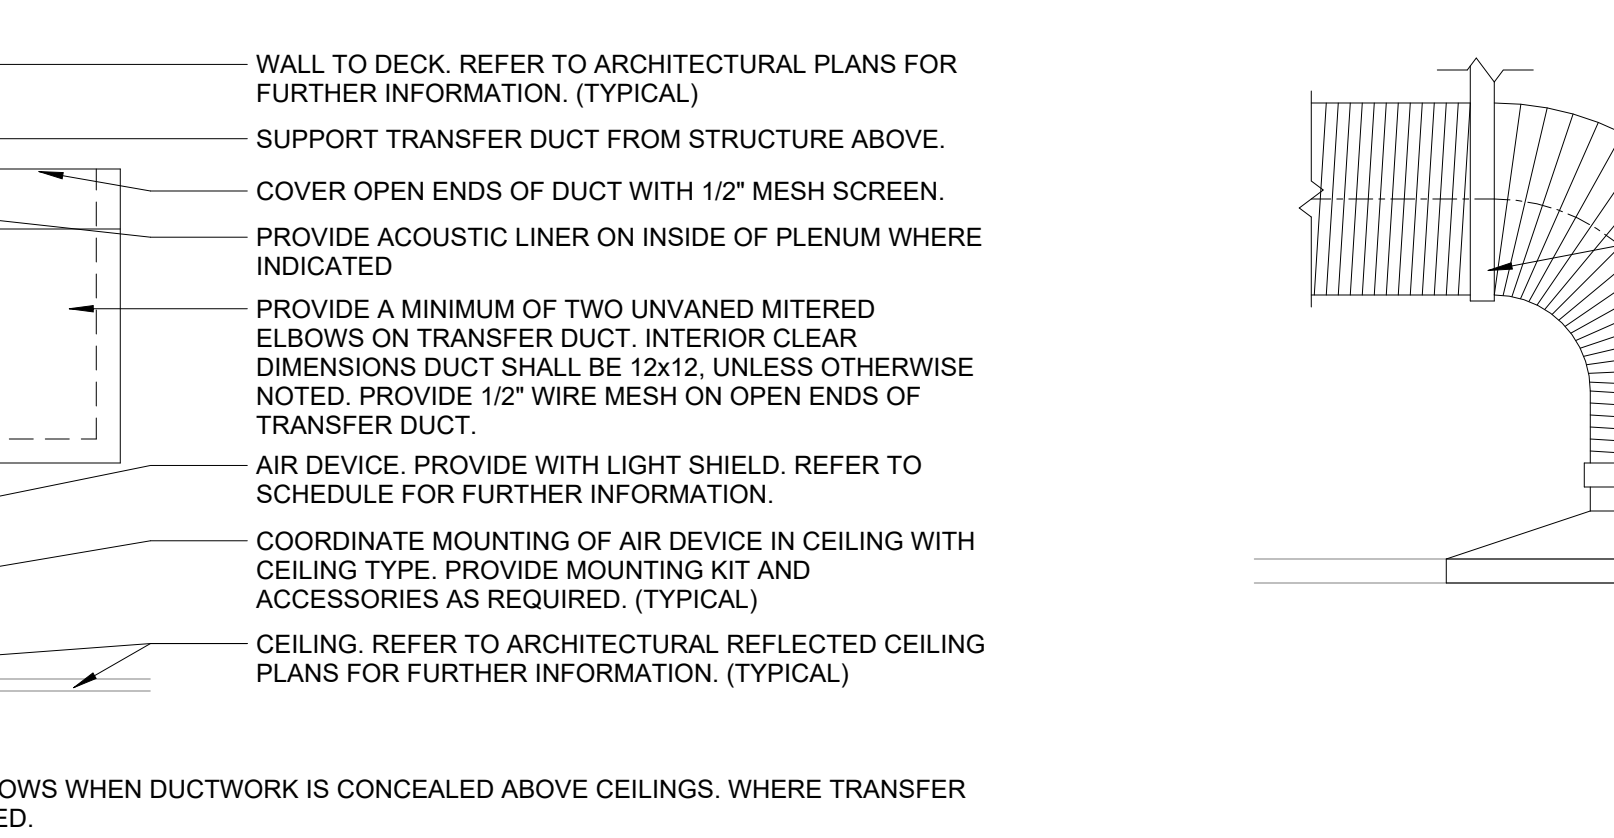 WALL TO DECK. REFER TO ARCHITECTURAL PLANS FOR
FURTHER INFORMATION. (TYPICAL)
SUPPORT TRANSFER DUCT FROM STRUCTURE ABOVE.
COVER OPEN ENDS OF DUCT WITH 1/2" MESH SCREEN.
PROVIDE ACOUSTIC LINER ON INSIDE OF PLENUM WHERE
INDICATED
PROVIDE A MINIMUM OF TWO UNVANED MITERED
ELBOWS ON TRANSFER DUCT. INTERIOR CLEAR
DIMENSIONS DUCT SHALL BE 12x12, UNLESS OTHERWISE
NOTED. PROVIDE 1/2" WIRE MESH ON OPEN ENDS OF
TRANSFER DUCT.
AIR DEVICE. PROVIDE WITH LIGHT SHIELD. REFER TO
SCHEDULE FOR FURTHER INFORMATION.
COORDINATE MOUNTING OF AIR DEVICE IN CEILING WITH
CEILING TYPE. PROVIDE MOUNTING KIT AND
ACCESSORIES AS REQUIRED. (TYPICAL)
CEILING. REFER TO ARCHITECTURAL REFLECTED CEILING
PLANS FOR FURTHER INFORMATION. (TYPICAL)
OWS WHEN DUCTWORK IS CONCEALED ABOVE CEILINGS. WHERE TRANSFER
ED.